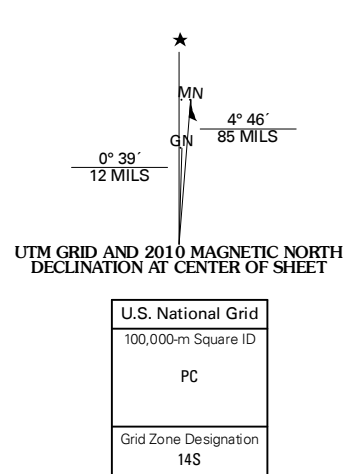 MN
GN
4° 46´
85 MILS
0° 39´
12 MILS
UTM GRID AND 2010 MAGNETIC NORTH
DECLINATION AT CENTER OF SHEET
U.S. National Grid
100,000-m Square ID
PC
Grid Zone Designation
14S